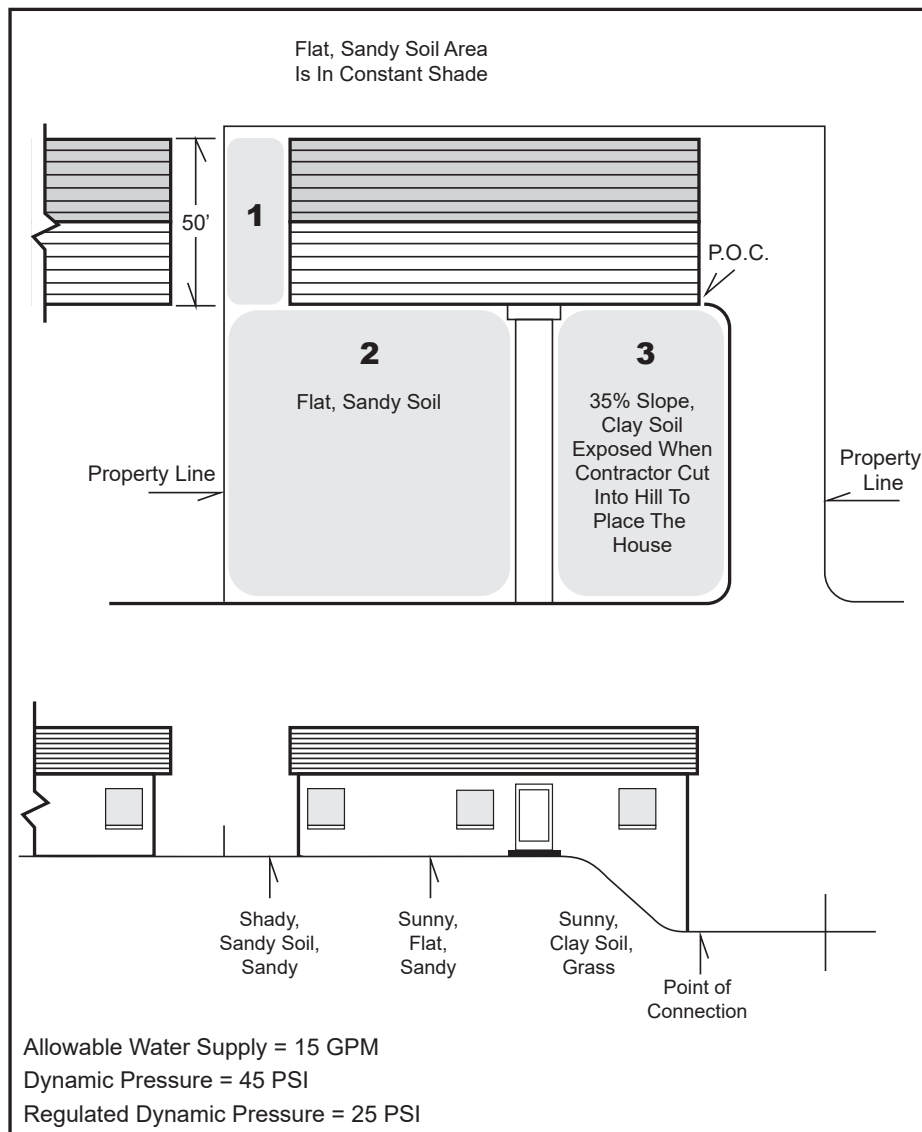 Flat, Sandy Soil Area
Is In Constant Shade
50’
1
P.O.C.
2
Flat, Sandy Soil
3
35% Slope,
Clay Soil
Exposed When
Contractor Cut
Into Hill To
Place The
House
Property Line
Property
Line
Shady,
Sandy Soil,
Sandy
Sunny,
Flat,
Sandy
Sunny,
Clay Soil,
Grass
Point of
Connection
Allowable Water Supply = 15 GPM
Dynamic Pressure = 45 PSI
Regulated Dynamic Pressure = 25 PSI